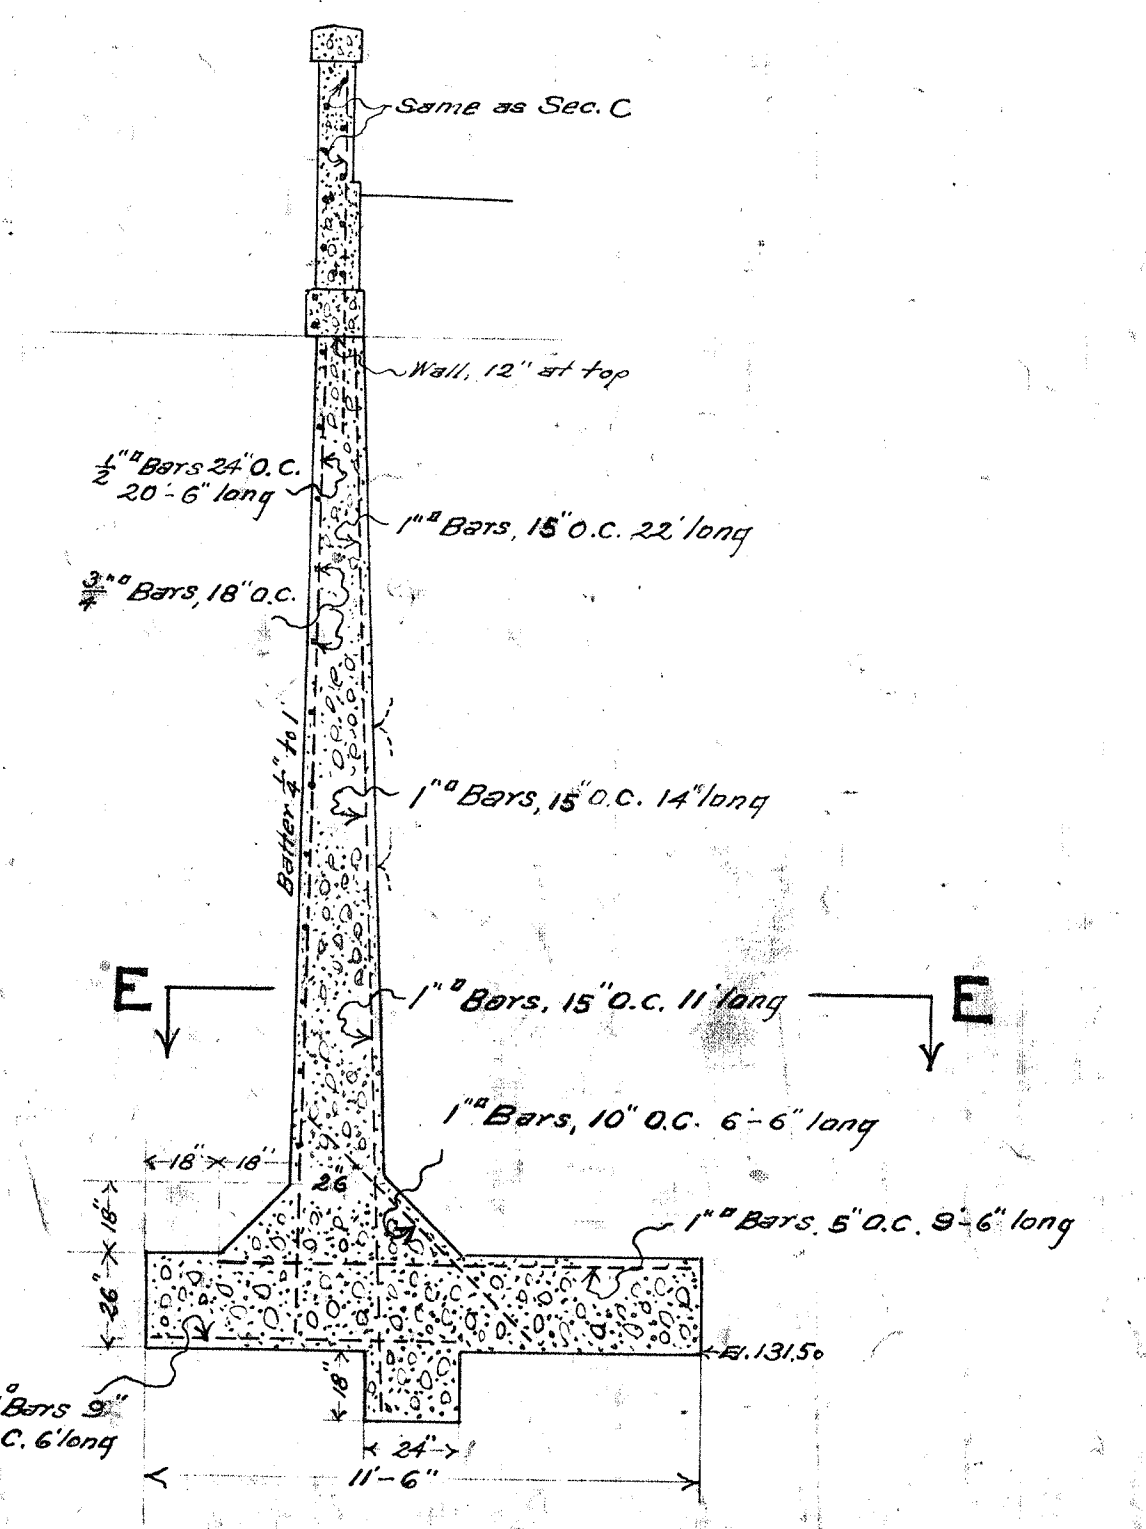 Same as Sec. C
Wall, 12" at top
1/2"□ Bars 24" O.C.
20'-6" long
1"□ Bars, 15" O.C. 22' long
3/4"□ Bars, 18" O.C.
Batter 1/4" to 1'
1"□ Bars, 15" O.C. 14" long
E
E
1"□ Bars, 15" O.C. 11' long
1"□ Bars, 10" O.C. 6'-6" long
18" 18"
26"
18"
1"□ Bars, 5" O.C. 9'-6" long
26"
El. 131.50
18"
"□ Bars 9"
C. 6' long
24"
11'-6"